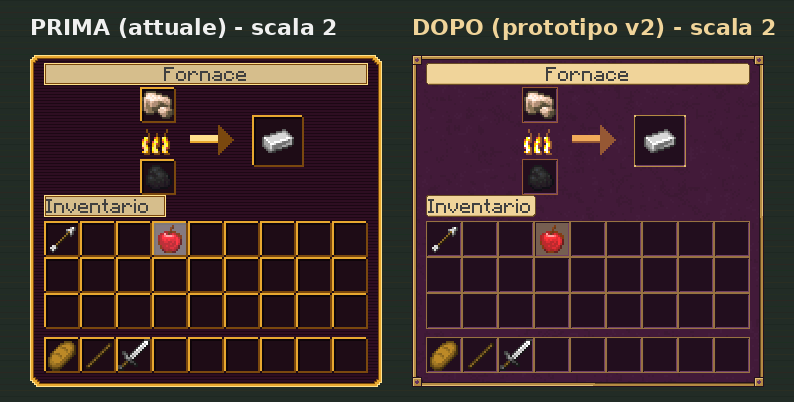 PRIMA (attuale) - scala 2
DOPO (prototipo v2) - scala 2
Fornace
Fornace
Inventario
Inventario